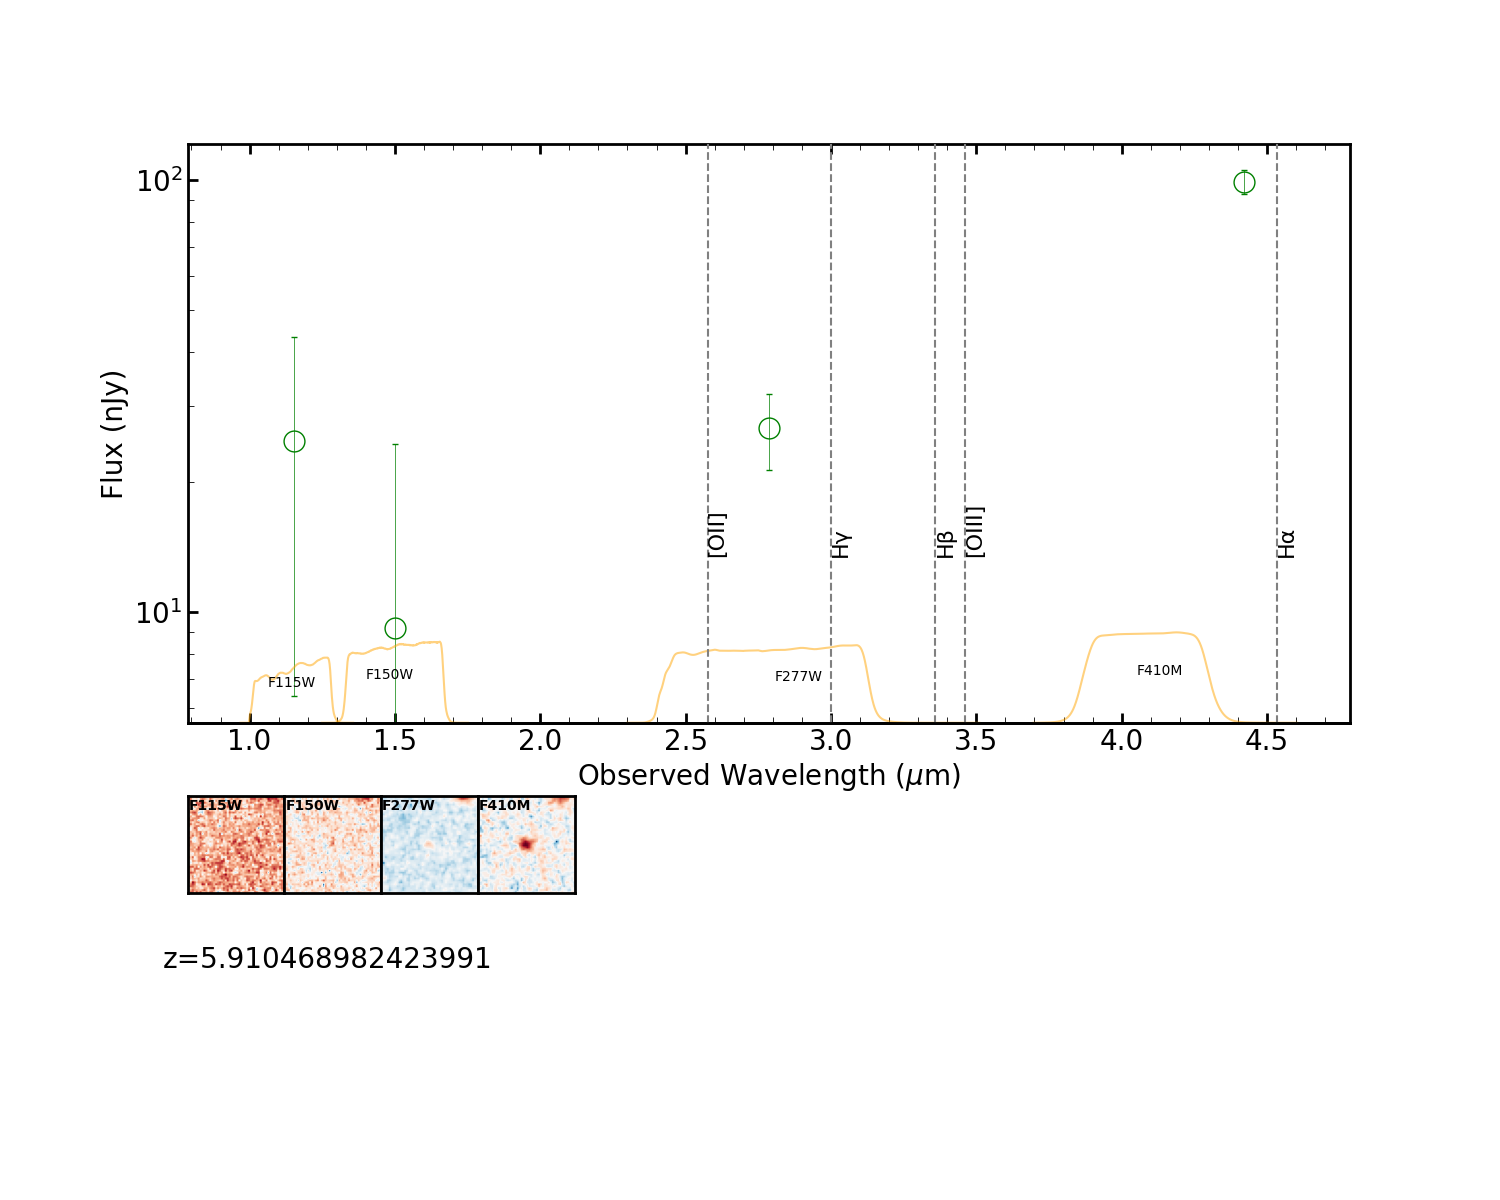 10²
10¹
Flux (nJy)
[OII]
Hγ
Hβ
[OIII]
Hα
F115W
F150W
F277W
F410M
1.0 1.5 2.0 2.5 3.0 3.5 4.0 4.5
Observed Wavelength (μm)
F115W F150W F277W F410M
z=5.910468982423991